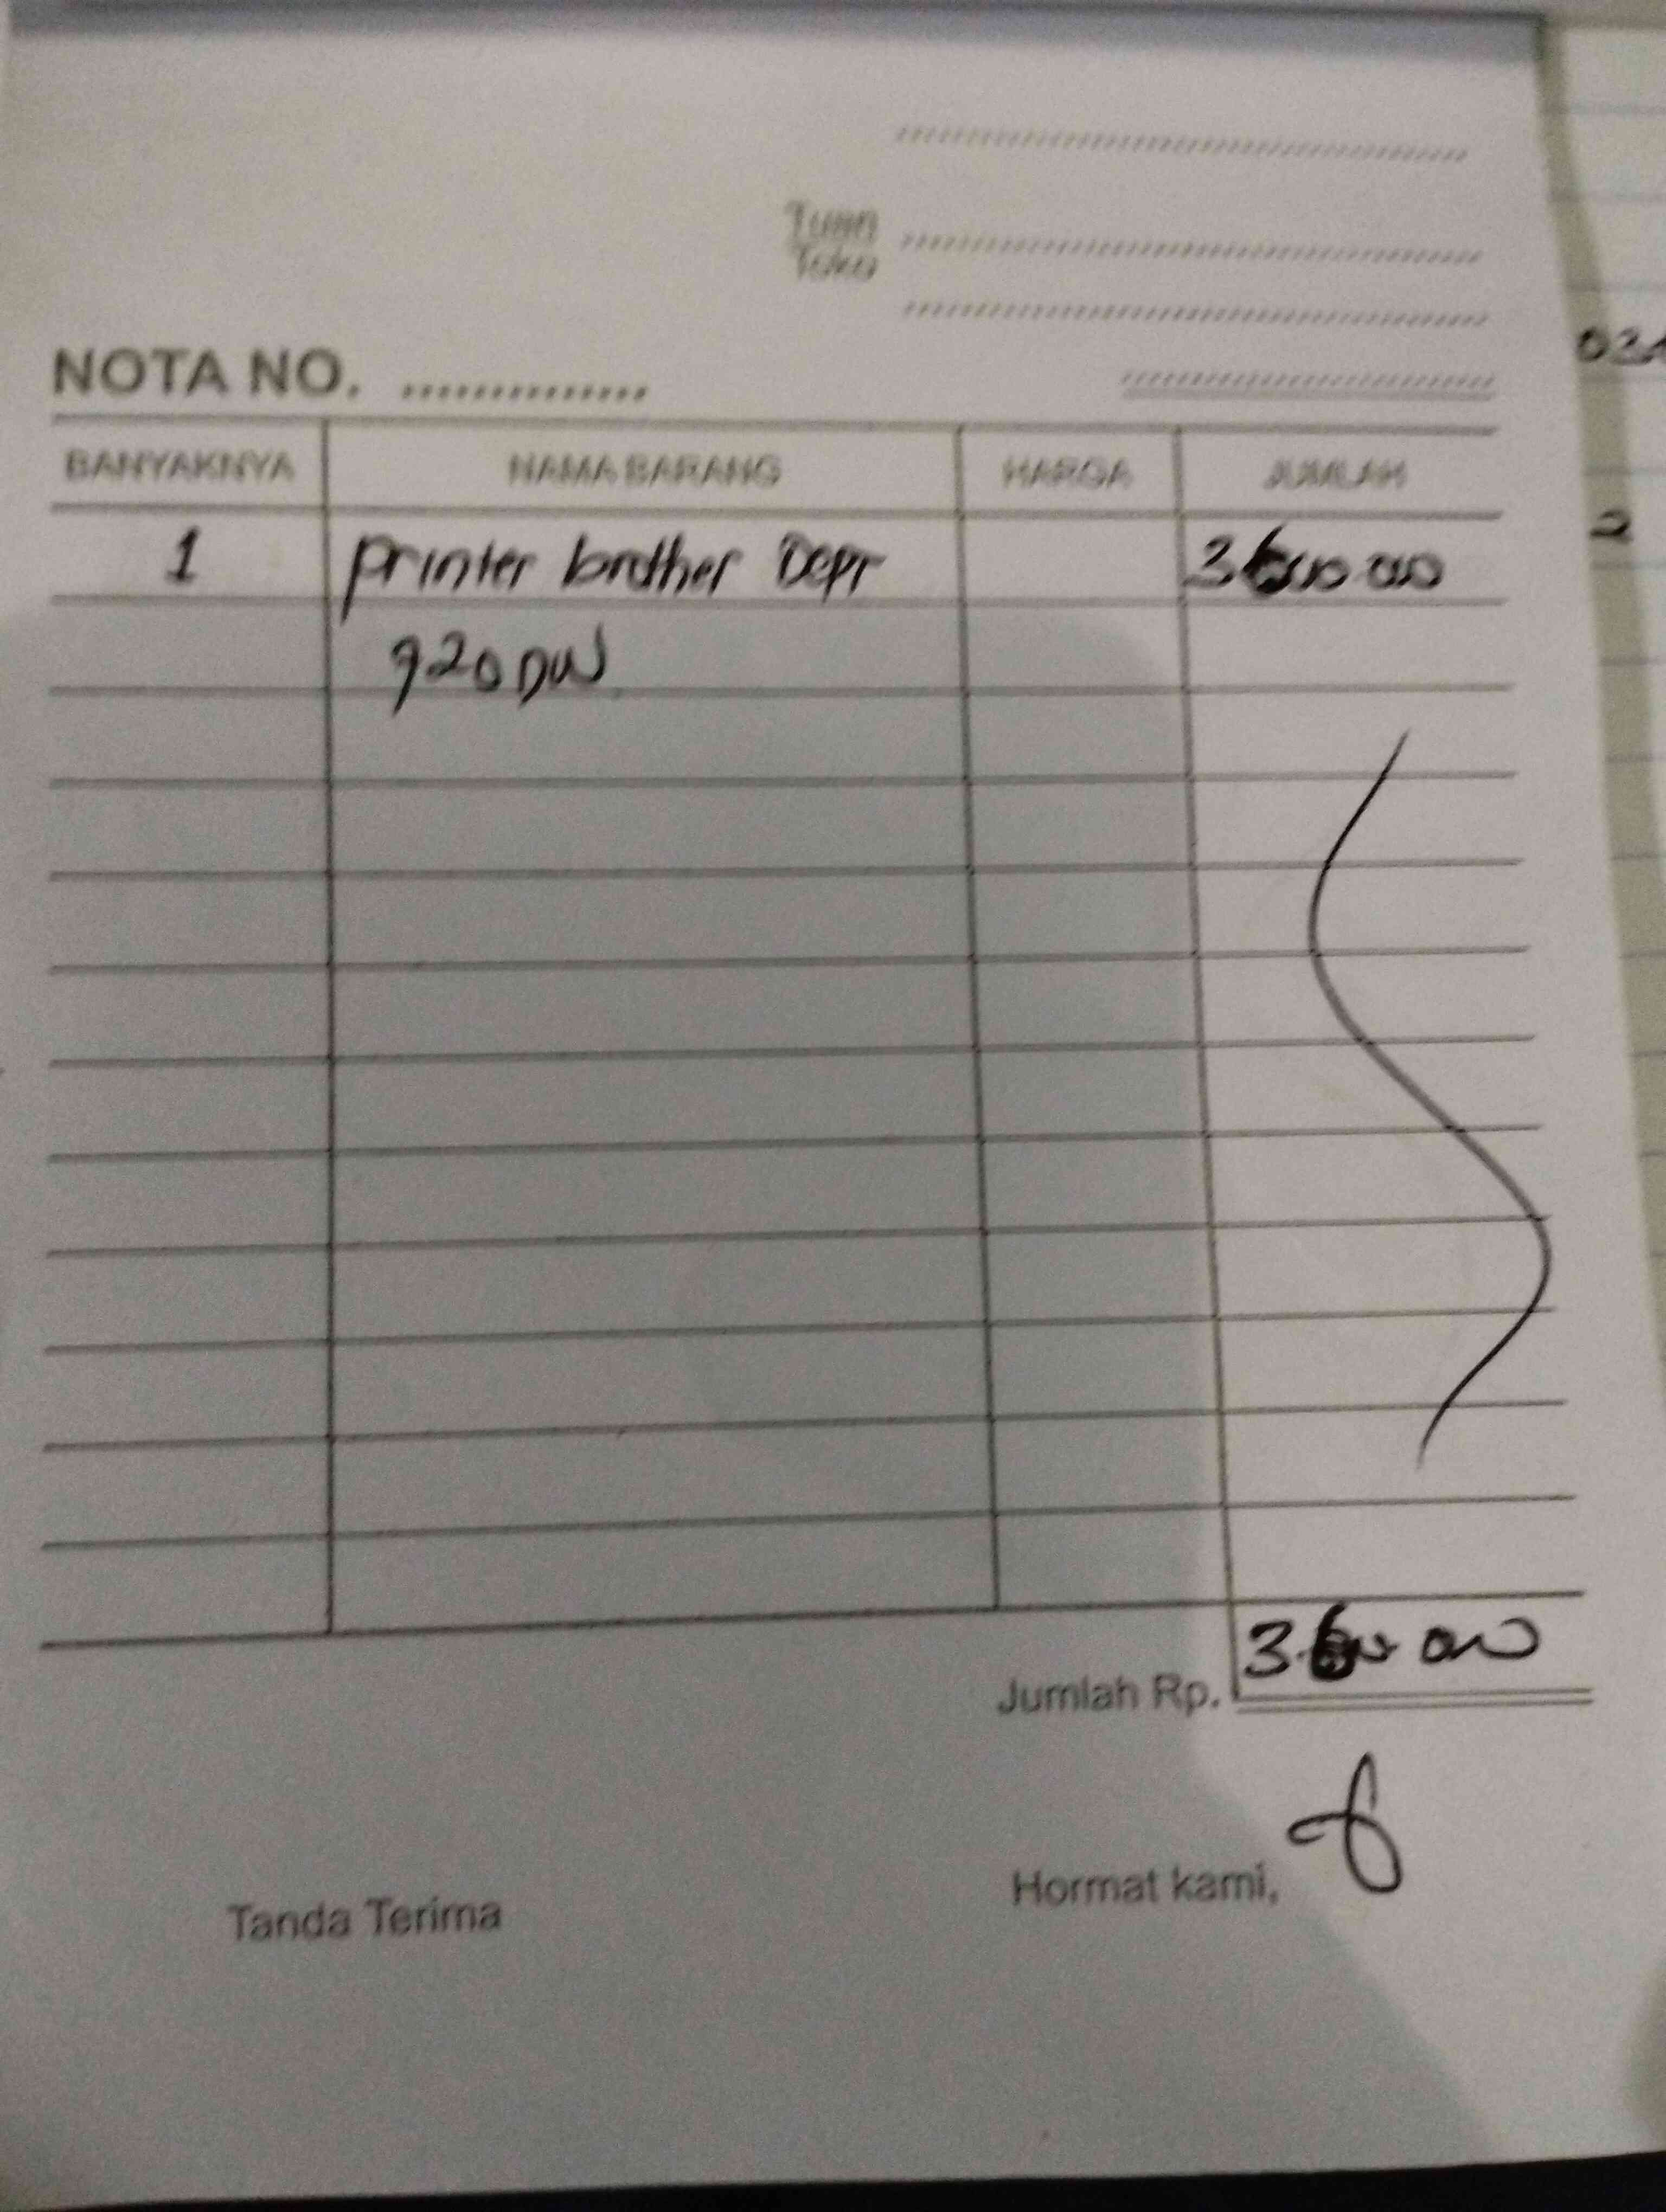 Tuan
Toko
NOTA NO. ..............
BANYAKNYA NAMA BARANG HARGA JUMLAH
1 printer brother Dcpt
920 DW
Jumlah Rp. 
Tanda Terima Hormat kami,